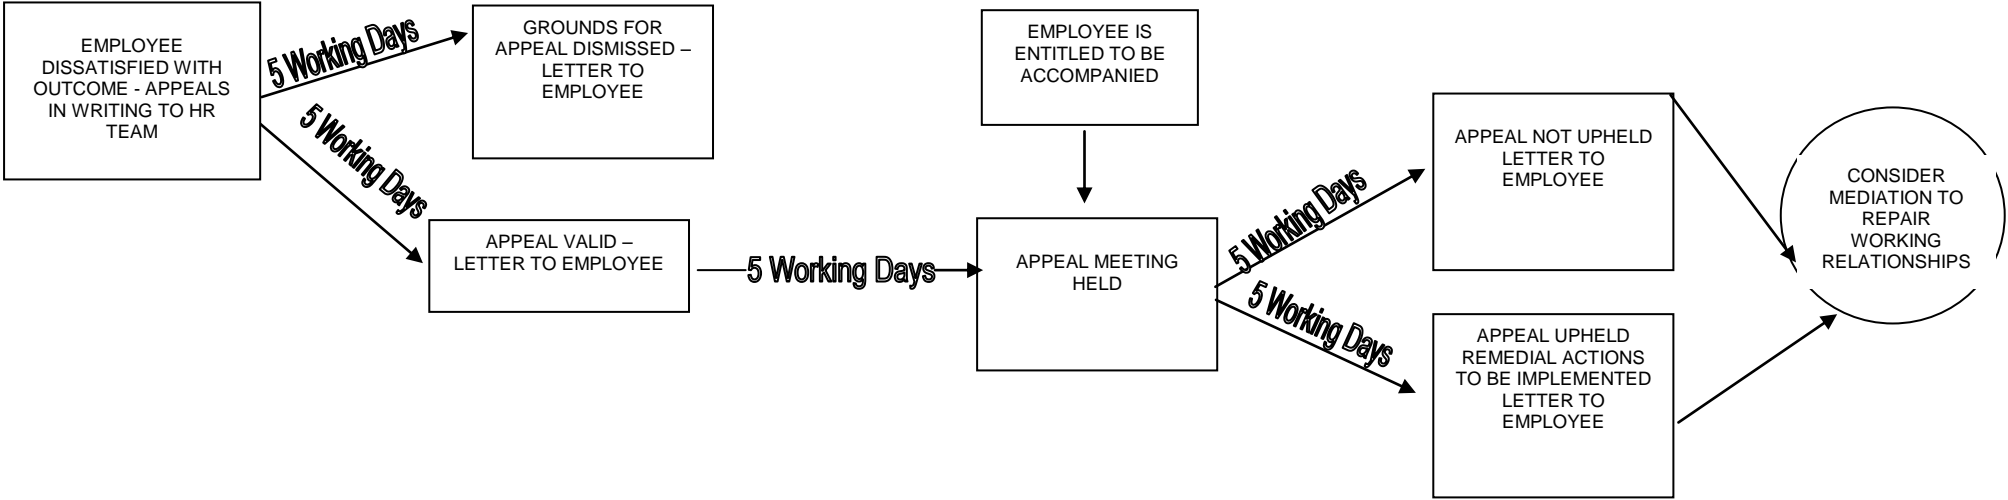 EMPLOYEE
DISSATISFIED WITH
OUTCOME - APPEALS
IN WRITING TO HR
TEAM
5 Working Days
GROUNDS FOR
APPEAL DISMISSED –
LETTER TO
EMPLOYEE
5 Working Days
APPEAL VALID –
LETTER TO EMPLOYEE
5 Working Days
EMPLOYEE IS
ENTITLED TO BE
ACCOMPANIED
APPEAL MEETING
HELD
5 Working Days
APPEAL NOT UPHELD
LETTER TO
EMPLOYEE
5 Working Days
APPEAL UPHELD
REMEDIAL ACTIONS
TO BE IMPLEMENTED
LETTER TO
EMPLOYEE
CONSIDER
MEDIATION TO
REPAIR
WORKING
RELATIONSHIPS